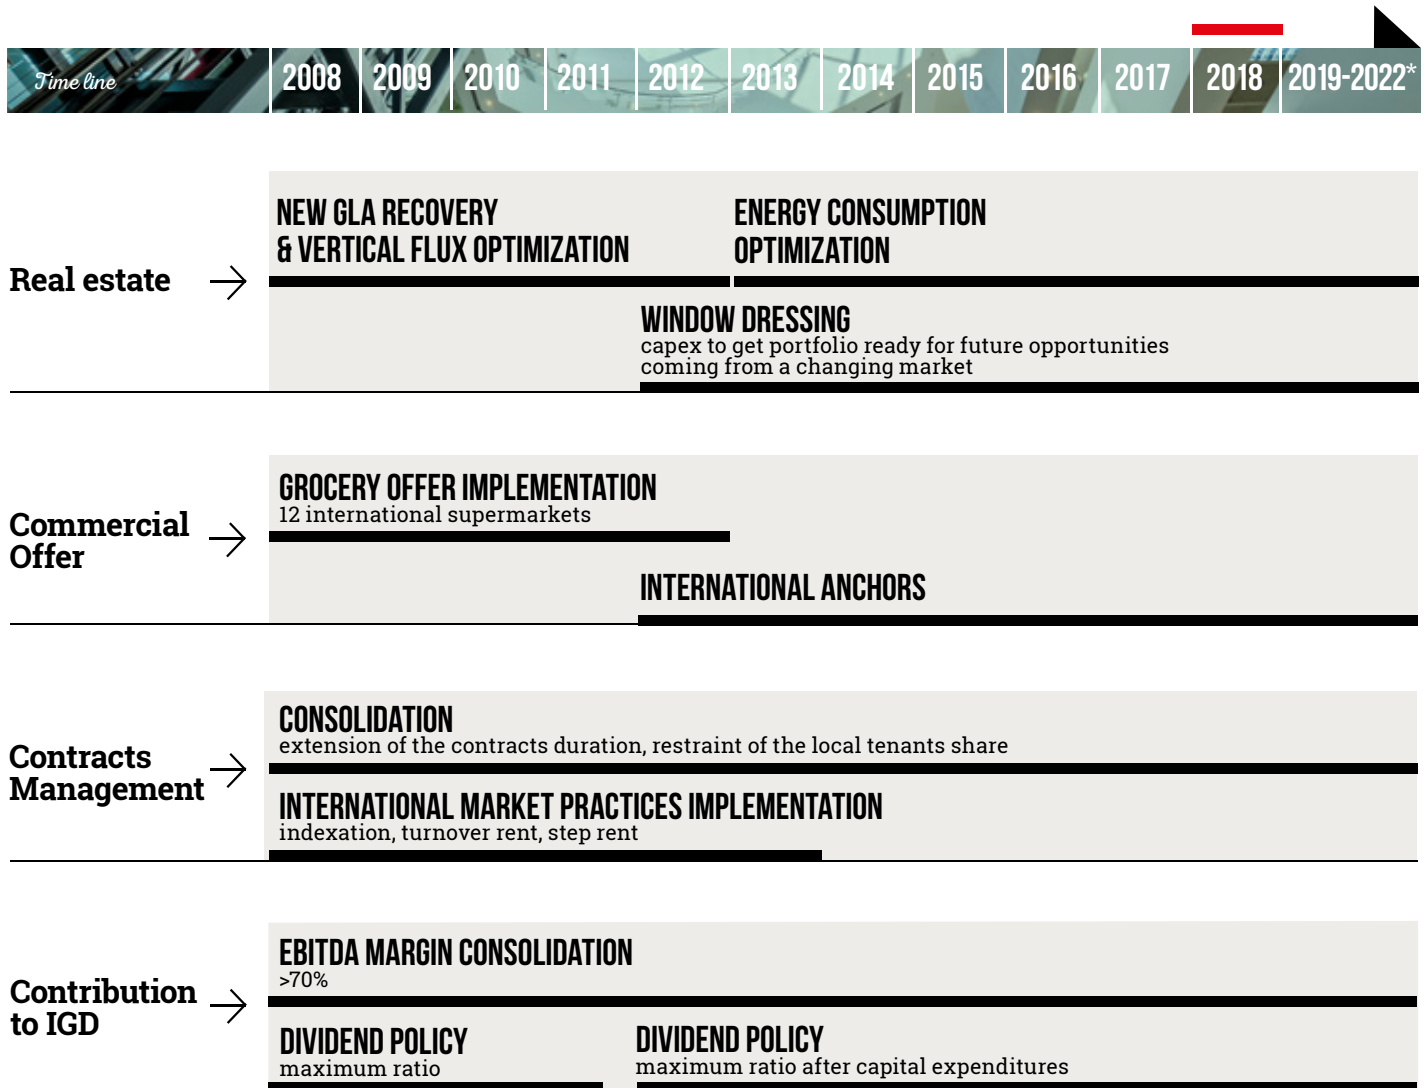 Time line 2008 2009 2010 2011 2012 2013 2014 2015 2016 2017 2018 2019-2022*
Real estate
NEW GLA RECOVERY
& VERTICAL FLUX OPTIMIZATION
ENERGY CONSUMPTION
OPTIMIZATION
WINDOW DRESSING
capex to get portfolio ready for future opportunities
coming from a changing market
Commercial
Offer
GROCERY OFFER IMPLEMENTATION
12 international supermarkets
INTERNATIONAL ANCHORS
Contracts
Management
CONSOLIDATION
extension of the contracts duration, restraint of the local tenants share
INTERNATIONAL MARKET PRACTICES IMPLEMENTATION
indexation, turnover rent, step rent
Contribution
to IGD
EBITDA MARGIN CONSOLIDATION
>70%
DIVIDEND POLICY
maximum ratio
DIVIDEND POLICY
maximum ratio after capital expenditures